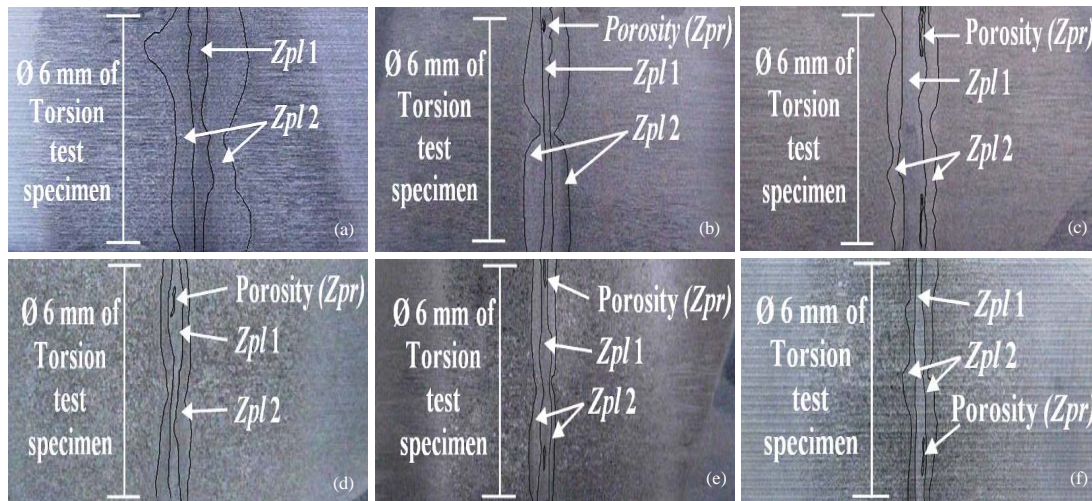 Zpl 1
Ø 6 mm of
Torsion
test
specimen
Zpl 2
(a)
Porosity (Zpr)
Ø 6 mm of
Torsion
test
specimen
Zpl 1
Zpl 2
(b)
Porosity (Zpr)
Ø 6 mm of
Torsion
test
specimen
Zpl 1
Zpl 2
(c)
Porosity (Zpr)
Ø 6 mm of
Torsion
test
specimen
Zpl 1
Zpl 2
(d)
Porosity (Zpr)
Ø 6 mm of
Torsion
test
specimen
Zpl 1
Zpl 2
(e)
Zpl 1
Ø 6 mm of
Torsion
test
specimen
Zpl 2
Porosity (Zpr)
(f)